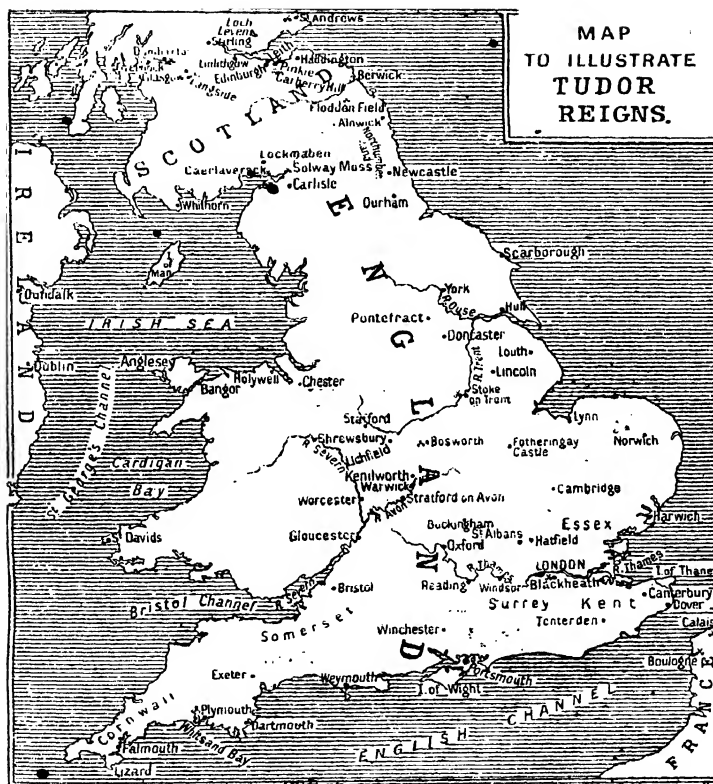 MAP
TO ILLUSTRATE
TUDOR
REIGNS.
St Andrews
Loch
Leven
Stirling
Linlithgow
Leith
Haddington
Edinburgh
Pinkie
Carberry Hill
Langside
Berwick
SCOTLAND
Flodden Field
Alnwick
Northumberland
Lockmaben
Solway Moss
Caerlaverock
Newcastle
Carlisle
Whithorn
Durham
ENGLAND
IRELAND
I. of
Man
Scarborough
York
R. Ouse
Hull
Dundalk
IRISH SEA
Pontefract
Doncaster
R. Trent
Louth
Lincoln
Dublin
Anglesey
Holywell
Bangor
Chester
Stoke
on Trent
St. George's Channel
Stafford
Lynn
Shrewsbury
Lichfield
Bosworth
Fotheringay
Castle
Norwich
R. Severn
Cardigan
Bay
Kenilworth
Warwick
Cambridge
Worcester
Stratford on Avon
R. Avon
Harwich
St Davids
Gloucester
Buckingham
Essex
St Albans
Oxford
Hatfield
R. Thames
LONDON
R. Thames
I. of Thane
Reading
Windsor
Blackheath
Bristol
Bristol Channel
R. Severn
Surrey
Kent
Canterbury
Dover
Somerset
Tenterden
Calais
Winchester
Exeter
Weymouth
Portsmouth
Boulogne
I. of Wight
Cornwall
Plymouth
Dartmouth
Whitsand Bay
ENGLISH CHANNEL
FRANCE
Falmouth
Lizard